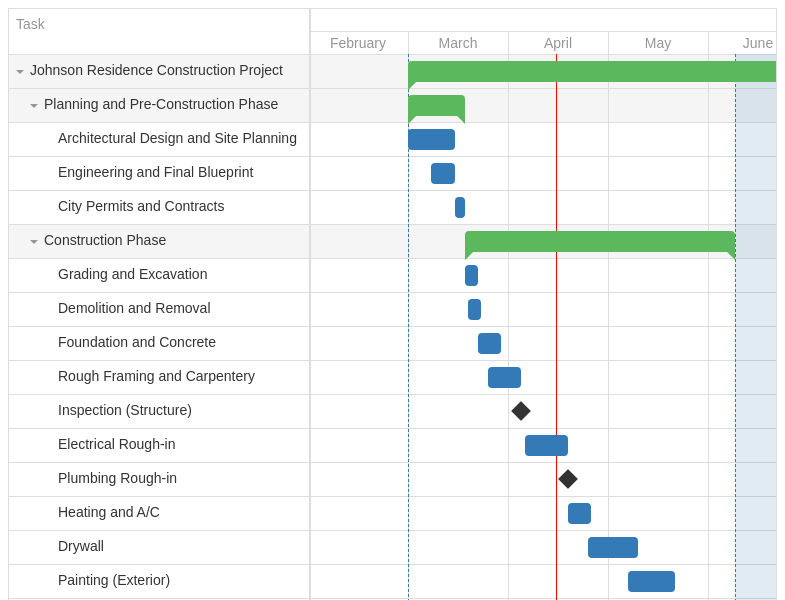 Task
February March April May June
Johnson Residence Construction Project
Planning and Pre-Construction Phase
Architectural Design and Site Planning
Engineering and Final Blueprint
City Permits and Contracts
Construction Phase
Grading and Excavation
Demolition and Removal
Foundation and Concrete
Rough Framing and Carpentery
Inspection (Structure)
Electrical Rough-in
Plumbing Rough-in
Heating and A/C
Drywall
Painting (Exterior)